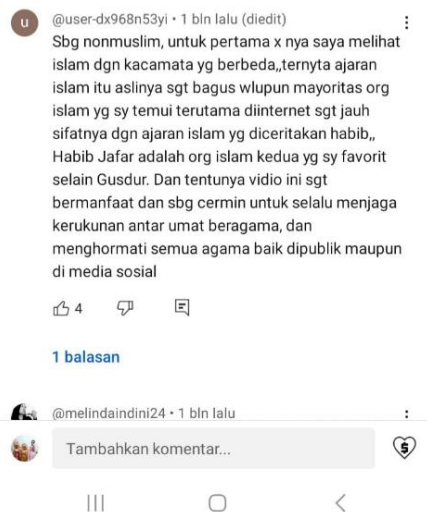 u
@user-dx968n53yi • 1 bln lalu (diedit)
Sbg nonmuslim, untuk pertama x nya saya melihat
islam dgn kacamata yg berbeda,,ternyta ajaran
islam itu aslinya sgt bagus wlupun mayoritas org
islam yg sy temui terutama diinternet sgt jauh
sifatnya dgn ajaran islam yg diceritakan habib,,
Habib Jafar adalah org islam kedua yg sy favorit
selain Gusdur. Dan tentunya vidio ini sgt
bermanfaat dan sbg cermin untuk selalu menjaga
kerukunan antar umat beragama, dan
menghormati semua agama baik dipublik maupun
di media sosial
4
1 balasan
@melindaindini24 • 1 bln lalu
Tambahkan komentar...